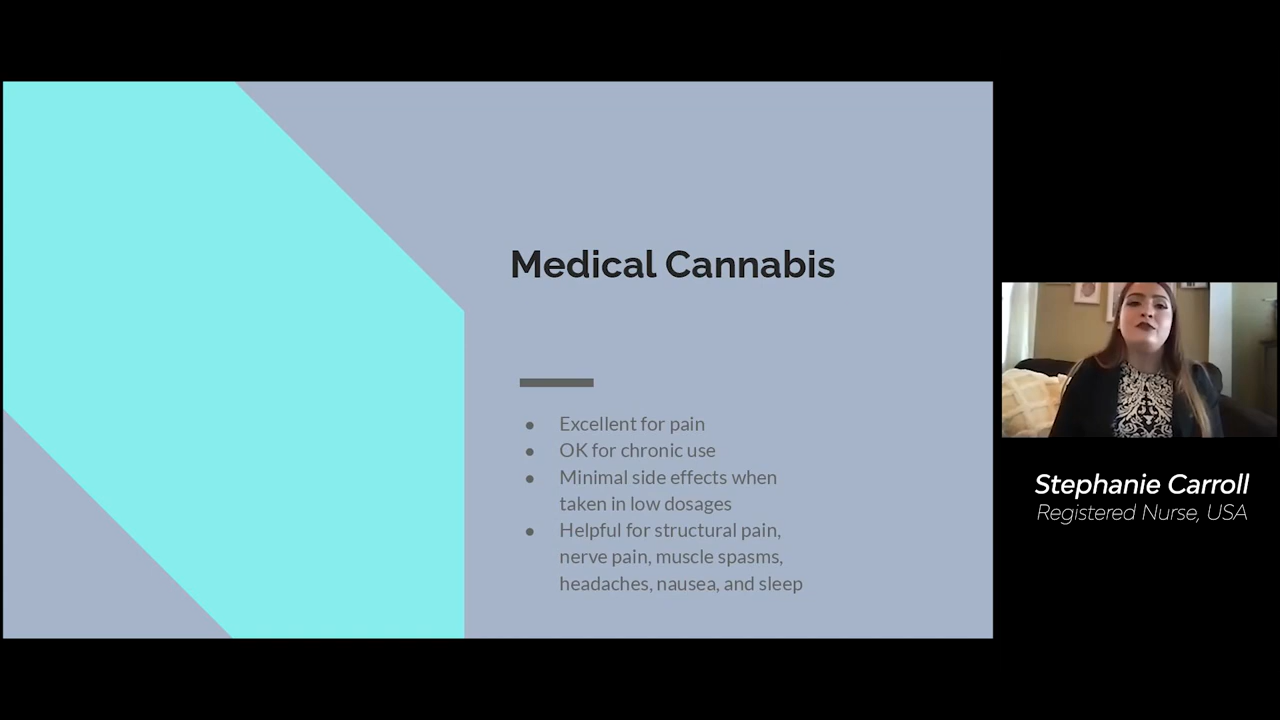 Medical Cannabis
● Excellent for pain
● OK for chronic use
● Minimal side effects when
taken in low dosages
● Helpful for structural pain,
nerve pain, muscle spasms,
headaches, nausea, and sleep
Stephanie Carroll
Registered Nurse, USA